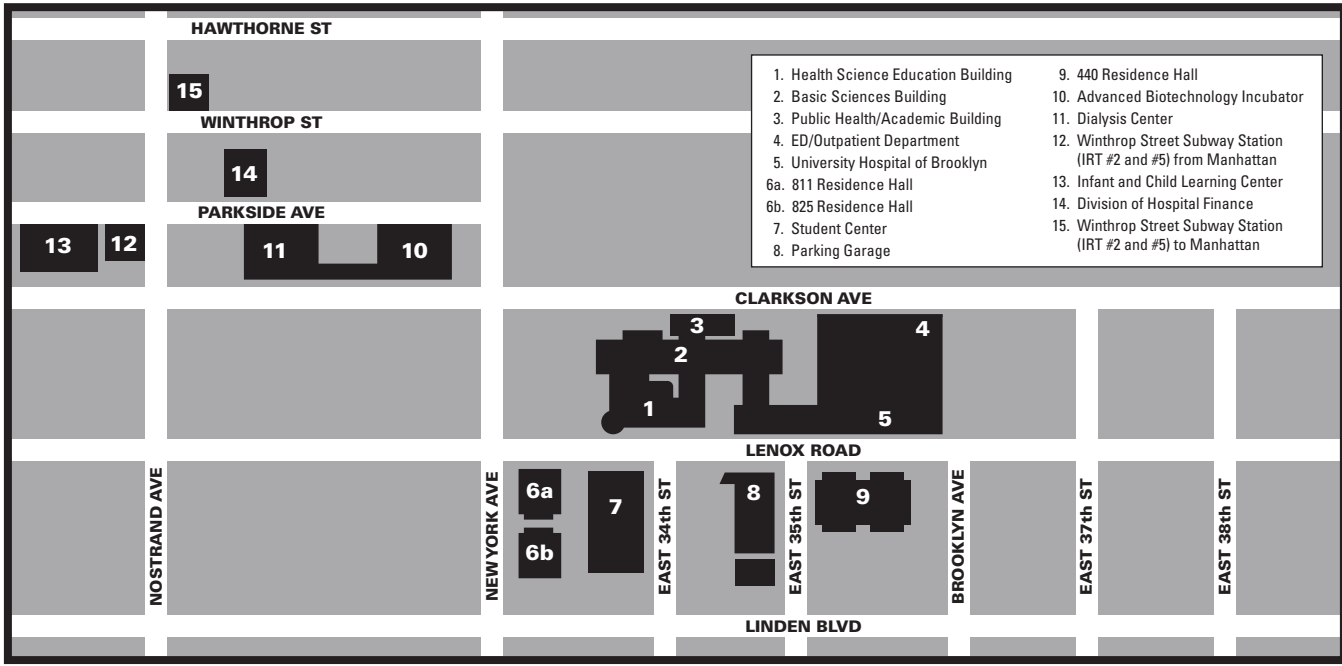 HAWTHORNE ST
1. Health Science Education Building
2. Basic Sciences Building
3. Public Health/Academic Building
4. ED/Outpatient Department
5. University Hospital of Brooklyn
6a. 811 Residence Hall
6b. 825 Residence Hall
7. Student Center
8. Parking Garage
9. 440 Residence Hall
10. Advanced Biotechnology Incubator
11. Dialysis Center
12. Winthrop Street Subway Station
(IRT #2 and #5) from Manhattan
13. Infant and Child Learning Center
14. Division of Hospital Finance
15. Winthrop Street Subway Station
(IRT #2 and #5) to Manhattan
15
WINTHROP ST
14
PARKSIDE AVE
13
12
11
10
CLARKSON AVE
3
4
2
1
5
LENOX ROAD
NOSTRAND AVE
NEW YORK AVE
6a
6b
7
EAST 34th ST
8
EAST 35th ST
9
BROOKLYN AVE
EAST 37th ST
EAST 38th ST
LINDEN BLVD